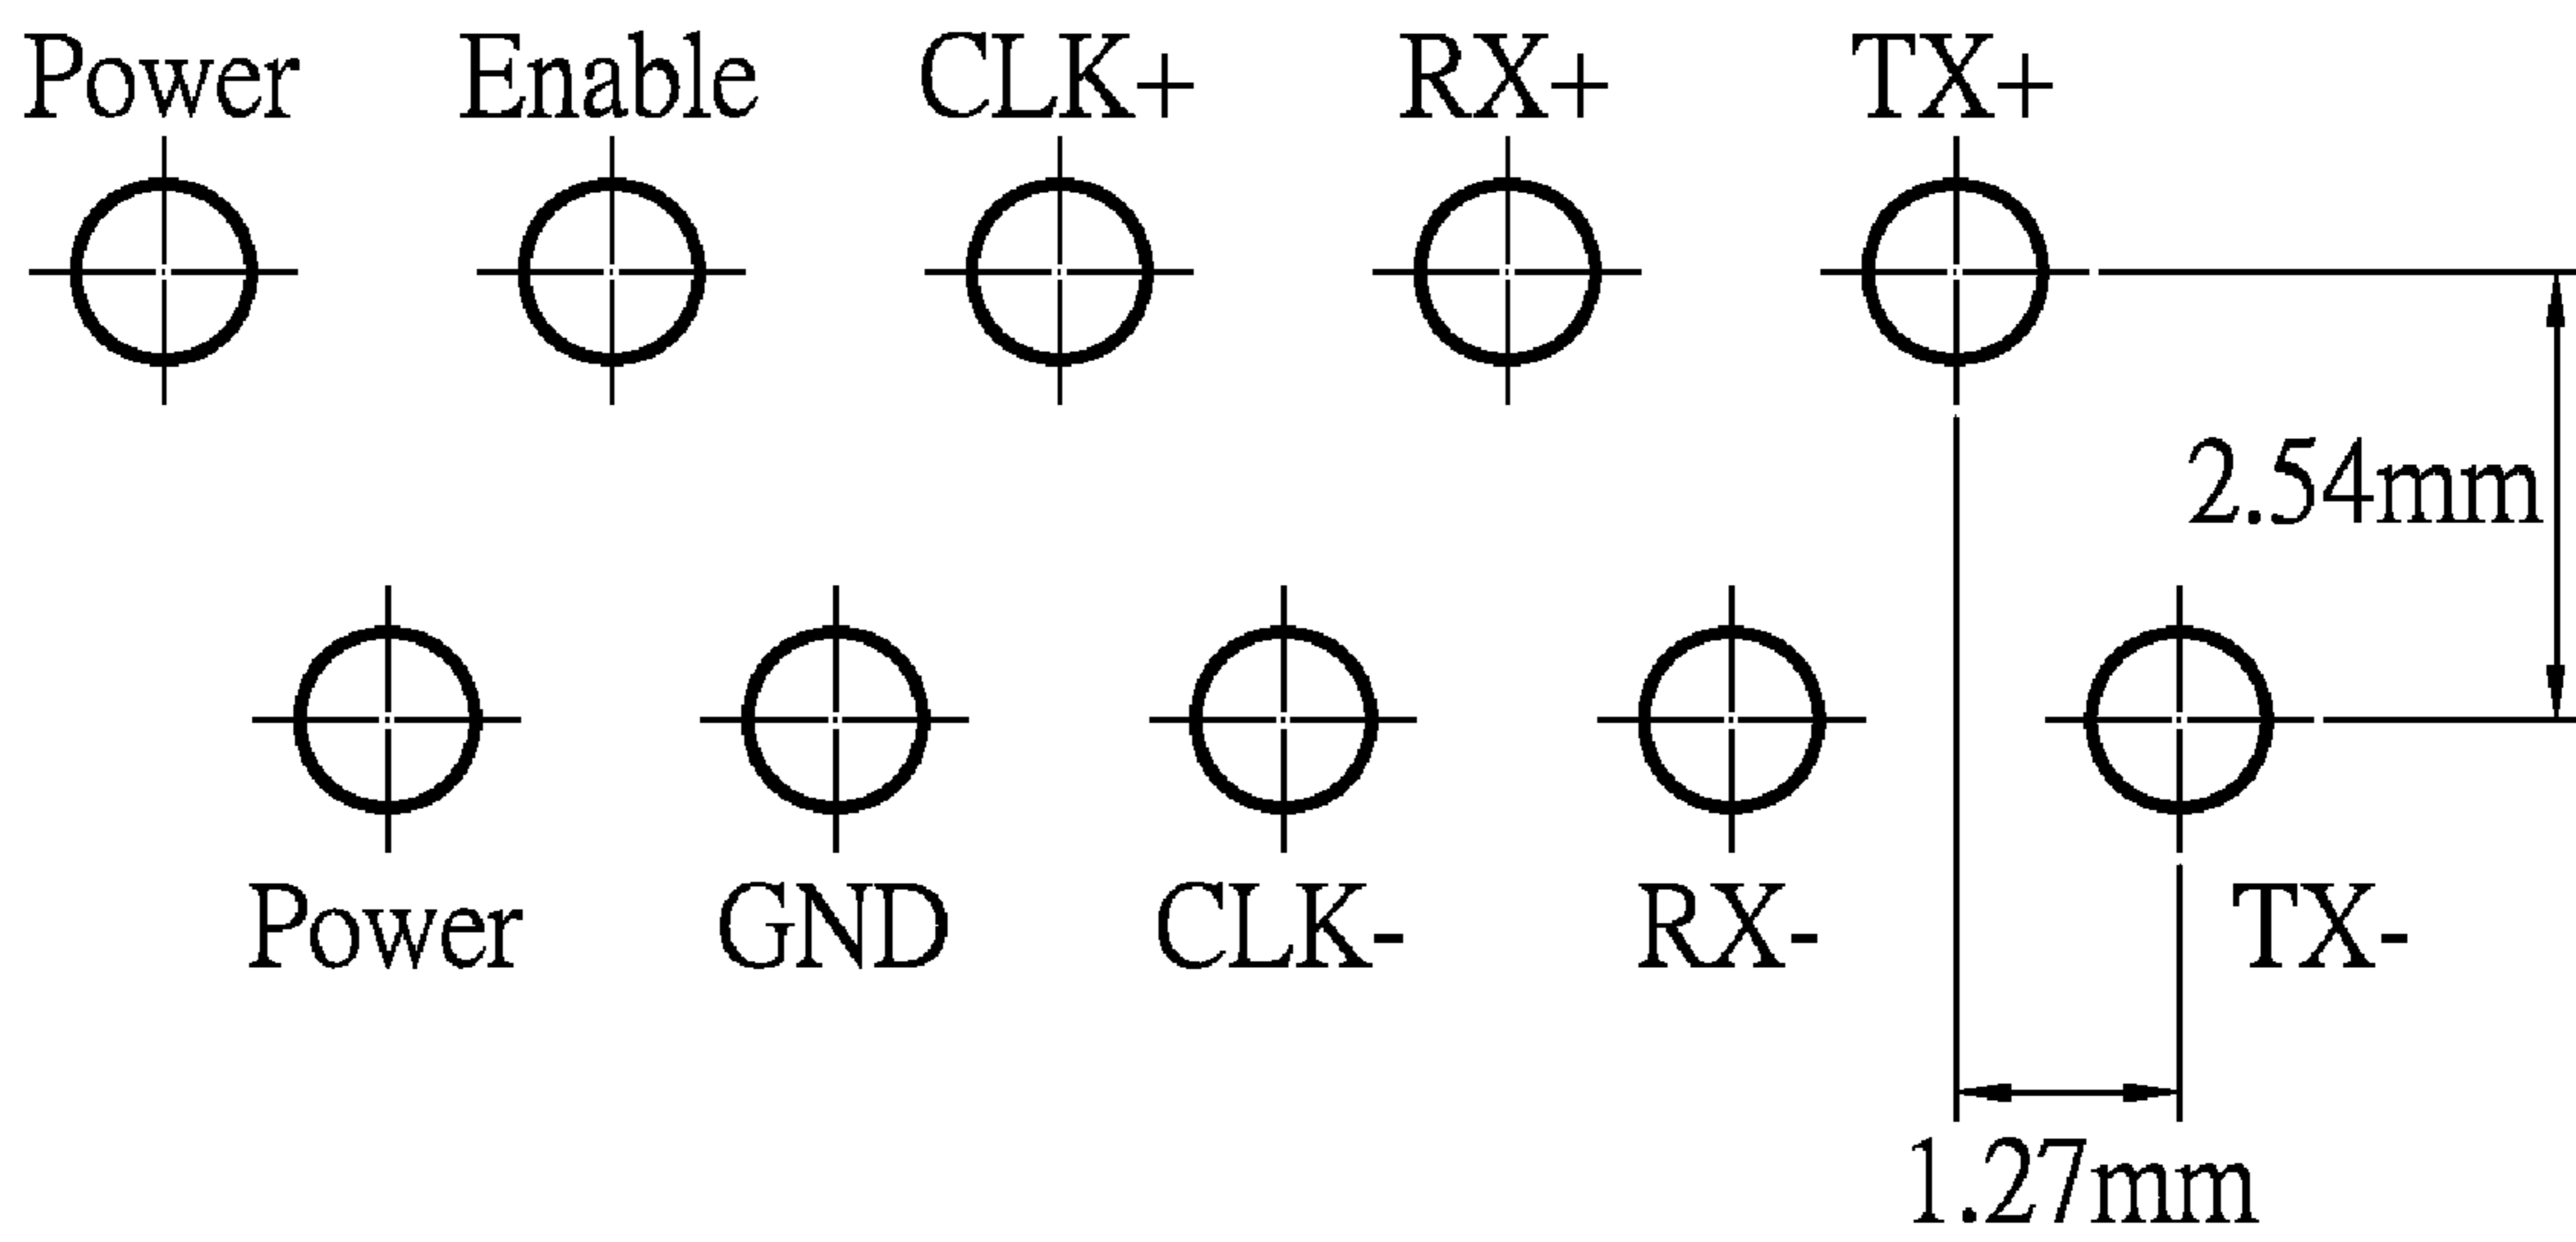 Power Enable CLK+ RX+ TX+
2.54mm
Power GND CLK- RX- TX-
1.27mm